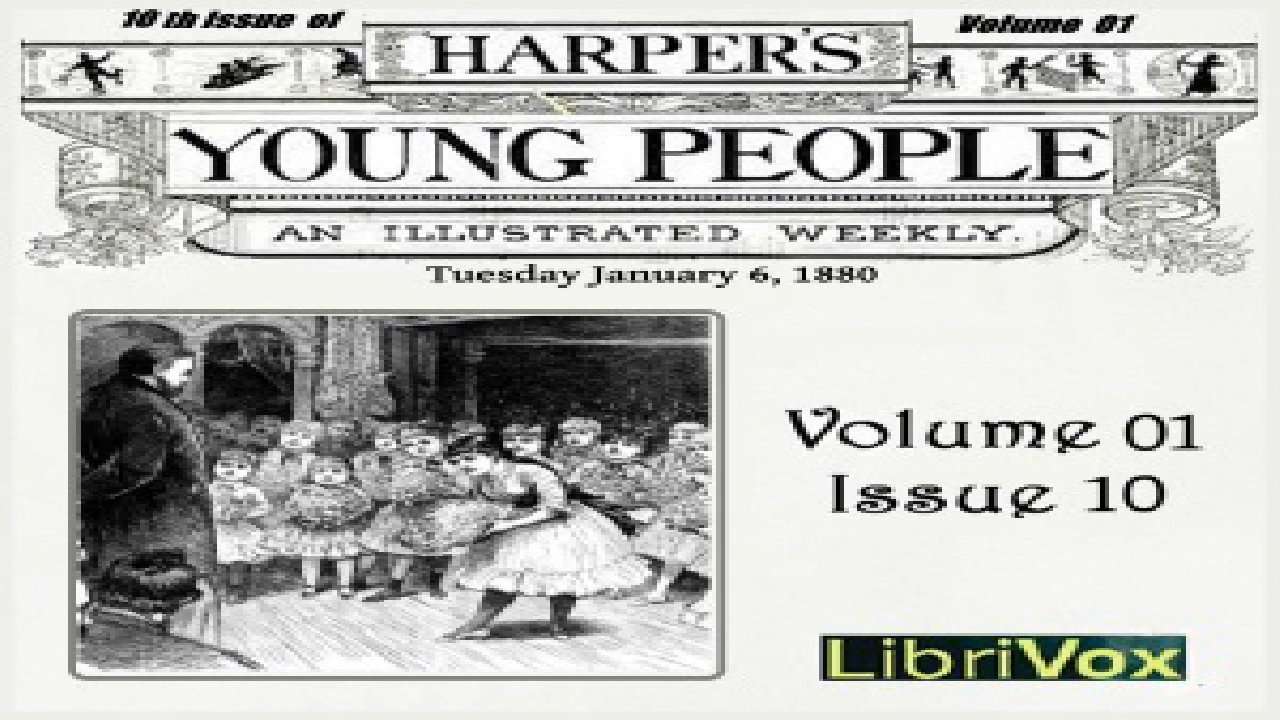 10 th Issue of
Volume 01
HARPER'S
YOUNG PEOPLE
AN ILLUSTRATED WEEKLY.
Tuesday January 6, 1880
Volume 01
Issue 10
LibriVox